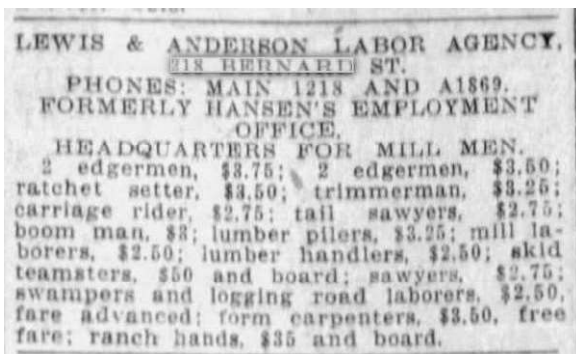 LEWIS & ANDERSON LABOR AGENCY,
218 BERNARD ST.
PHONES: MAIN 1218 AND A1869.
FORMERLY HANSEN'S EMPLOYMENT
OFFICE.
HEADQUARTERS FOR MILL MEN.
2 edgermen, $3.75; 2 edgermen, $3.50;
ratchet setter, $3.50; trimmerman, $3.25;
carriage rider, $2.75; tail sawyers, $2.75;
boom man, $3; lumber pilers, $3.25; mill la-
borers, $2.50; lumber handlers, $2.50; skid
teamsters, $50 and board; sawyers, $2.75;
swampers and logging road laborers, $2.50,
fare advanced; form carpenters, $3.50, free
fare; ranch hands, $35 and board.